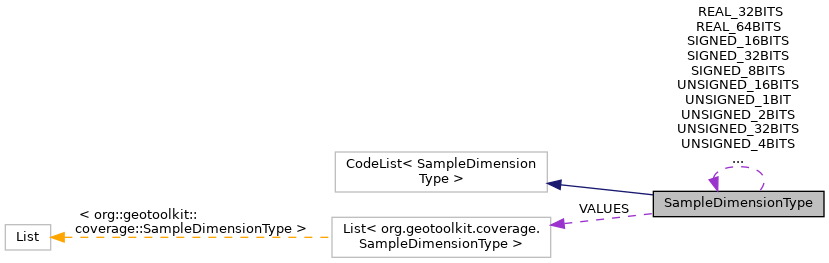 REAL_32BITS
REAL_64BITS
SIGNED_16BITS
SIGNED_32BITS
SIGNED_8BITS
UNSIGNED_16BITS
UNSIGNED_1BIT
UNSIGNED_2BITS
UNSIGNED_32BITS
UNSIGNED_4BITS
...
CodeList< SampleDimension
Type >
SampleDimensionType
VALUES
< org::geotoolkit::
coverage::SampleDimensionType >
List< org.geotoolkit.coverage.
SampleDimensionType >
List